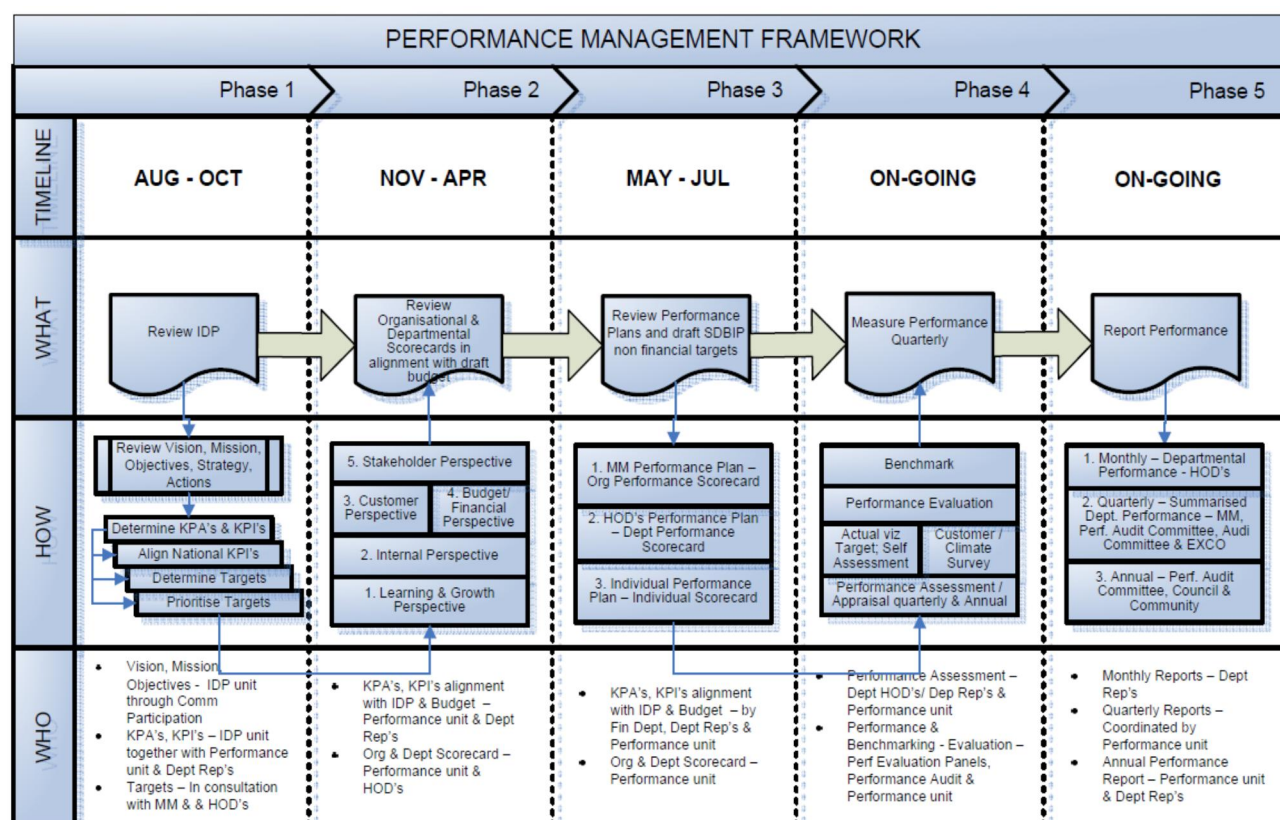 PERFORMANCE MANAGEMENT FRAMEWORK
Phase 1
Phase 2
Phase 3
Phase 4
Phase 5
TIMELINE
AUG - OCT
NOV - APR
MAY - JUL
ON-GOING
ON-GOING
WHAT
Review IDP
Review
Organisational &
Departmental
Scorecards in
alignment with draft
budget
Review Performance
Plans and draft SDBIP
non financial targets
Measure Performance
Quarterly
Report Performance
HOW
Review Vision, Mission,
Objectives, Strategy,
Actions
Determine KPA's & KPI's
Align National KPI's
Determine Targets
Prioritise Targets
5. Stakeholder Perspective
3. Customer
Perspective
4. Budget/
Financial
Perspective
2. Internal Perspective
1. Learning & Growth
Perspective
1. MM Performance Plan –
Org Performance Scorecard
2. HOD's Performance Plan
- Dept Performance
Scorecard
3. Individual Performance
Plan – Individual Scorecard
Benchmark
Performance Evaluation
Actual viz
Target; Self
Assessment
Customer /
Climate
Survey
Performance Assessment /
Appraisal quarterly & Annual
1. Monthly – Departmental
Performance - HOD's
2. Quarterly – Summarised
Dept. Performance – MM,
Perf. Audit Committee, Audi
Committee & EXCO
3. Annual – Perf. Audit
Committee, Council &
Community
WHO
• Vision, Mission,
Objectives - IDP unit
through Comm
Participation
• KPA's, KPI's – IDP unit
together with Performance
unit & Dept Rep's
• Targets – In consultation
with MM & & HOD's
• KPA's, KPI's alignment
with IDP & Budget –
Performance unit & Dept
Rep's
• Org & Dept Scorecard –
Performance unit &
HOD's
• KPA's, KPI's alignment
with IDP & Budget – by
Fin Dept, Dept Rep's &
Performance unit
• Org & Dept Scorecard –
Performance unit
• Performance Assessment –
Dept HOD's/ Dep Rep's &
Performance unit
• Performance &
Benchmarking - Evaluation –
Perf Evaluation Panels,
Performance Audit &
Performance unit
• Monthly Reports – Dept
Rep's
• Quarterly Reports –
Coordinated by
Performance unit
• Annual Performance
Report – Performance unit
& Dept Rep's